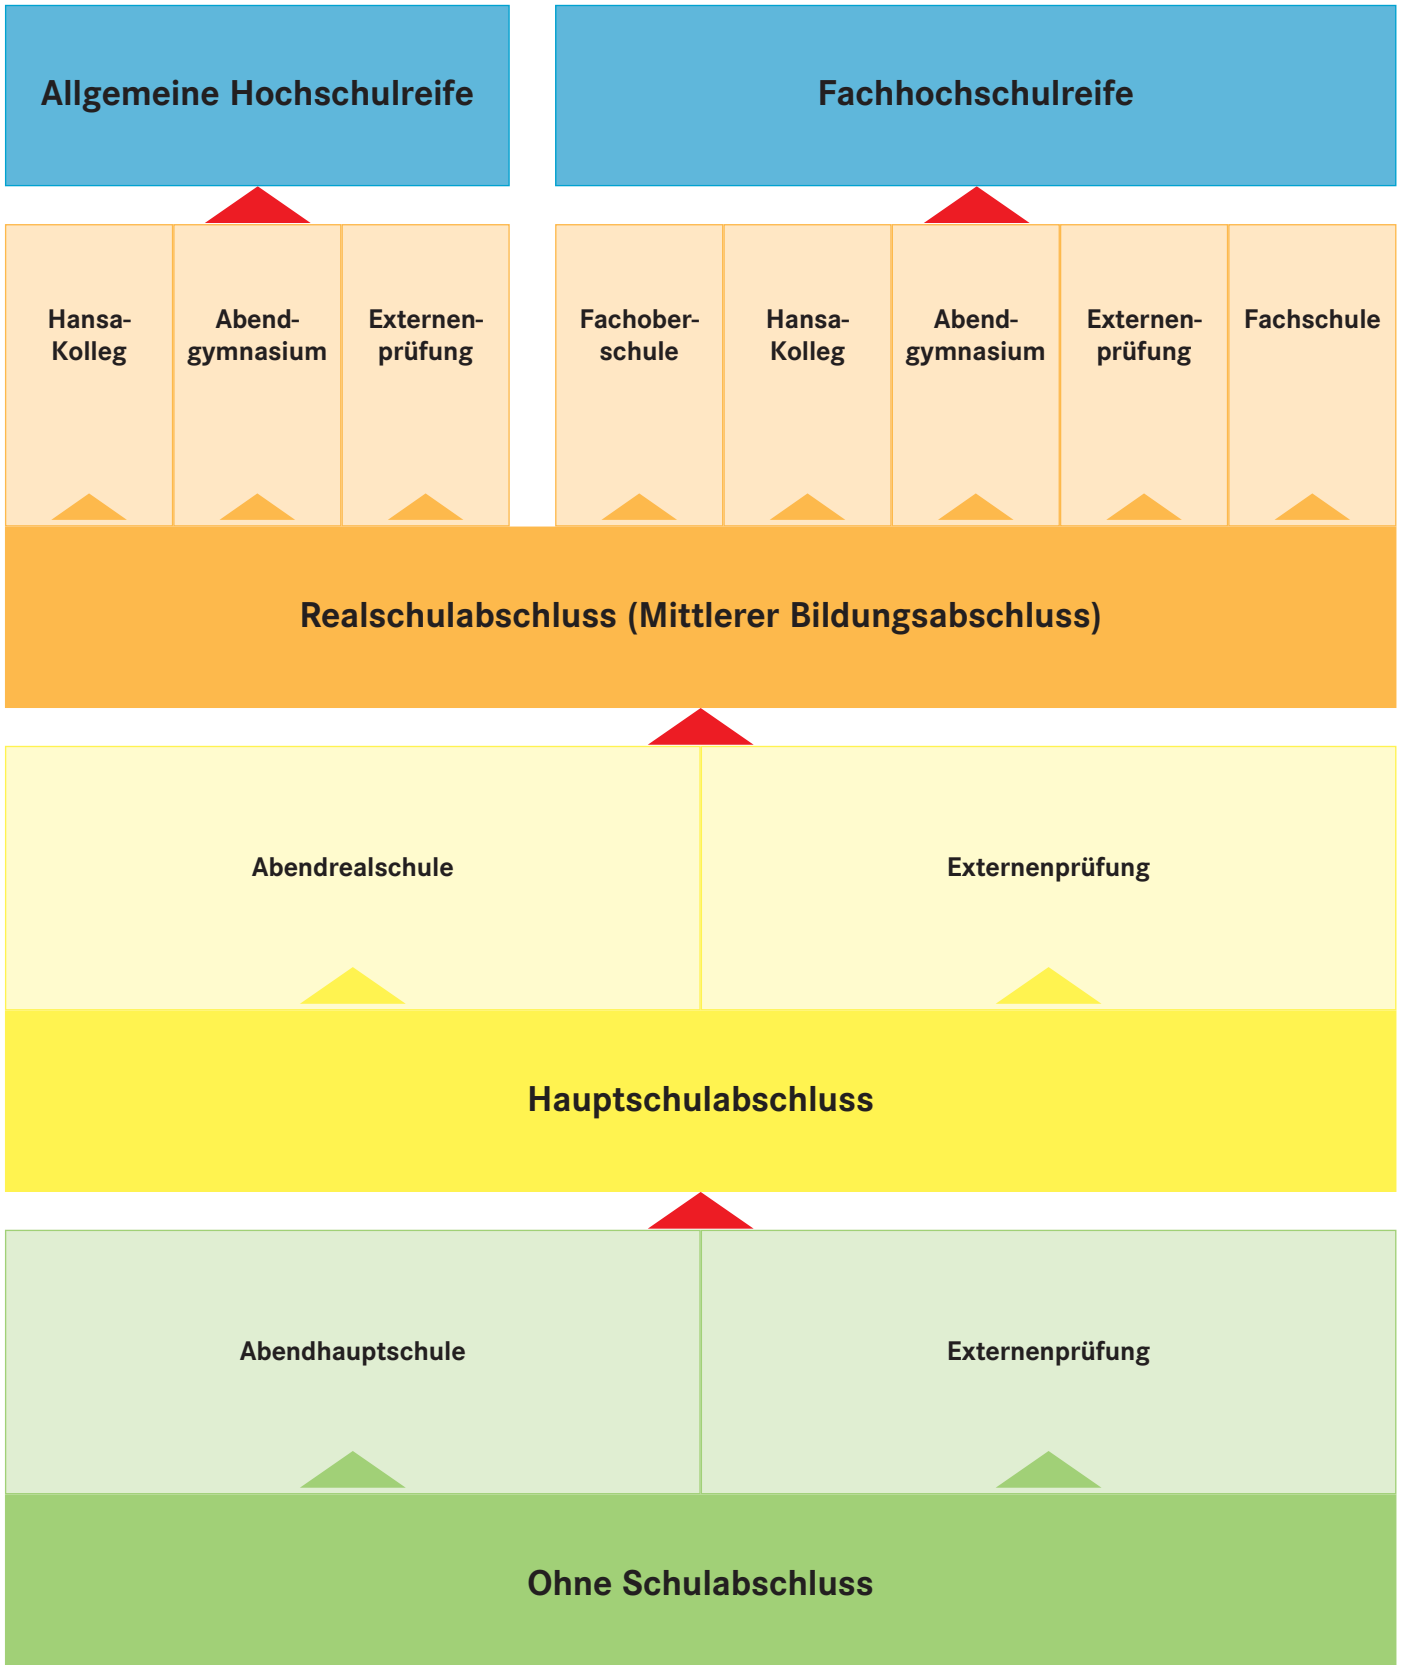 Allgemeine Hochschulreife
Fachhochschulreife
Hansa-
Kolleg
Abend-
gymnasium
Externen-
prüfung
Fachober-
schule
Hansa-
Kolleg
Abend-
gymnasium
Externen-
prüfung
Fachschule
Realschulabschluss (Mittlerer Bildungsabschluss)
Abendrealschule
Externenprüfung
Hauptschulabschluss
Abendhauptschule
Externenprüfung
Ohne Schulabschluss